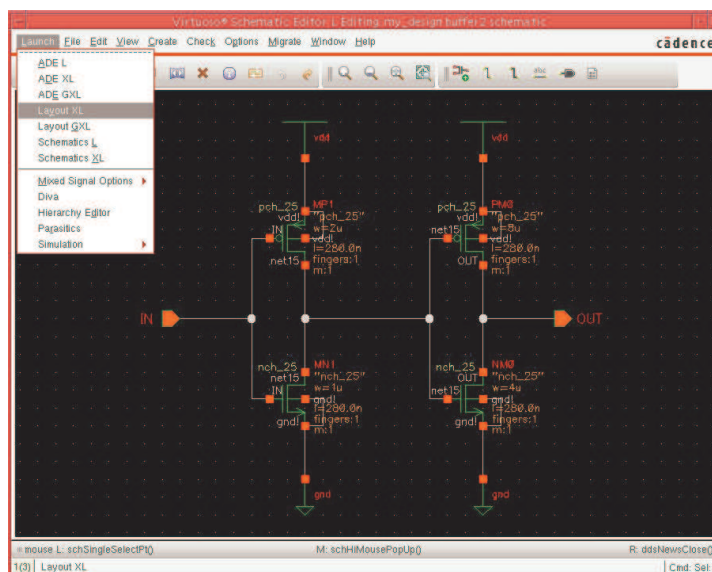 Virtuoso® Schematic Editor L Editing: my_design buffer2 schematic
Launch File Edit View Create Check Options Migrate Window Help
cādence
ADE L
ADE XL
ADE GXL
Layout XL
Layout GXL
Schematics L
Schematics XL
Mixed Signal Options
Diva
Hierarchy Editor
Parasitics
Simulation
abc
vdd
vdd
pch_25 MP1
vdd! "pch_25"
IN w=2u
vdd!
l=280.0n
net15 fingers:1
m:1
pch_25 PM0
vdd! "pch_25"
net15 w=8u
vdd!
l=280.0n
OUT fingers:1
m:1
IN
OUT
nch_25 MN1
net15 "nch_25"
IN w=1u
gnd!
l=280.0n
gnd! fingers:1
m:1
nch_25 NM0
OUT "nch_25"
net15 w=4u
gnd!
l=280.0n
gnd! fingers:1
m:1
gnd
gnd
mouse L: schSingleSelectPt() M: schHiMousePopUp() R: ddsNewsClose()
1(3) Layout XL Cmd: Sel: